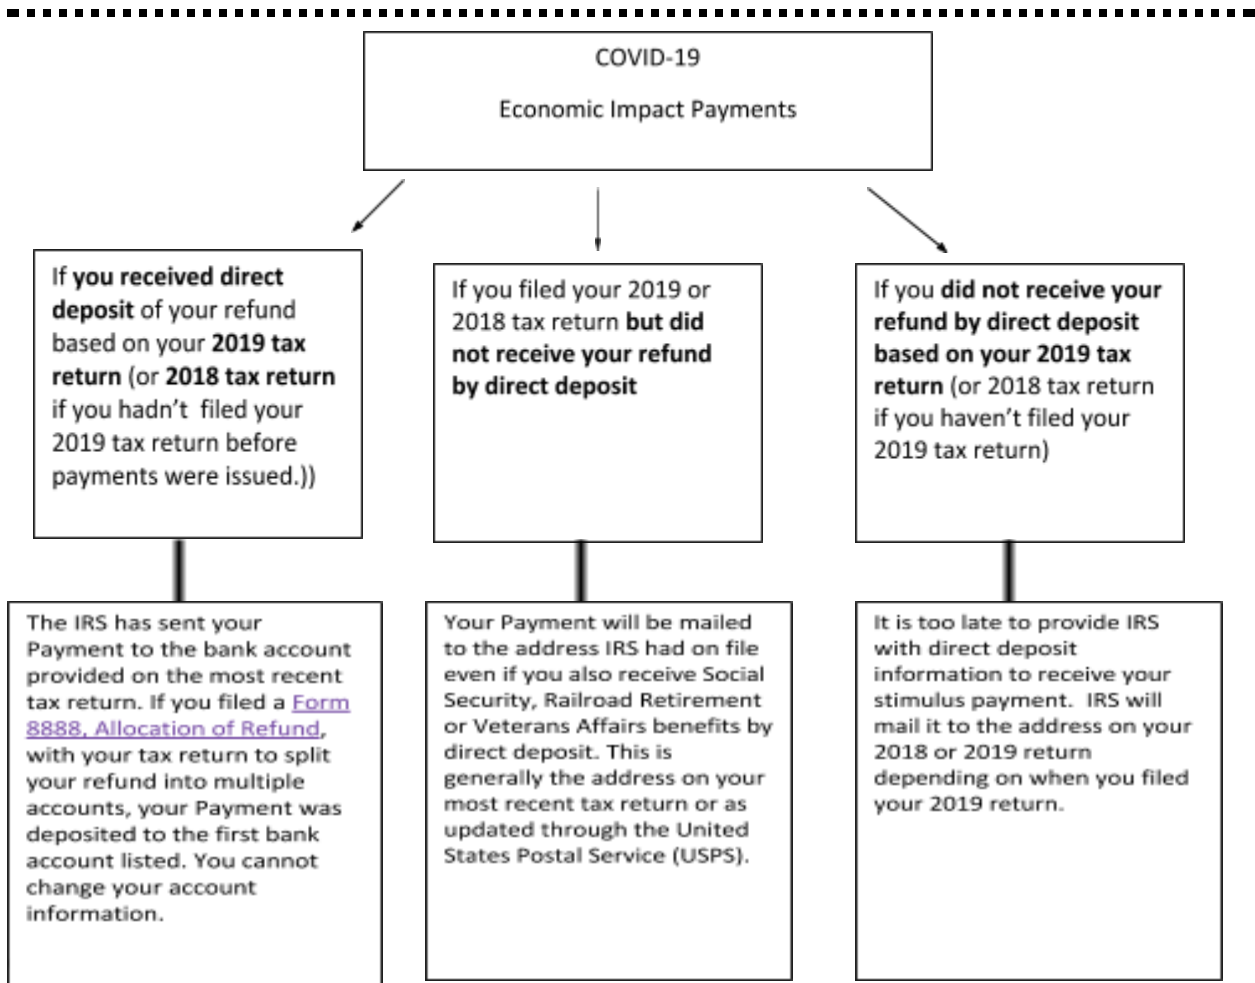 COVID-19
Economic Impact Payments
If you received direct
deposit of your refund
based on your 2019 tax
return (or 2018 tax return
if you hadn't filed your
2019 tax return before
payments were issued.))
If you filed your 2019 or
2018 tax return but did
not receive your refund
by direct deposit
If you did not receive your
refund by direct deposit
based on your 2019 tax
return (or 2018 tax return
if you haven't filed your
2019 tax return)
The IRS has sent your
Payment to the bank account
provided on the most recent
tax return. If you filed a Form
8888, Allocation of Refund,
with your tax return to split
your refund into multiple
accounts, your Payment was
deposited to the first bank
account listed. You cannot
change your account
information.
Your Payment will be mailed
to the address IRS had on file
even if you also receive Social
Security, Railroad Retirement
or Veterans Affairs benefits by
direct deposit. This is
generally the address on your
most recent tax return or as
updated through the United
States Postal Service (USPS).
It is too late to provide IRS
with direct deposit
information to receive your
stimulus payment. IRS will
mail it to the address on your
2018 or 2019 return
depending on when you filed
your 2019 return.